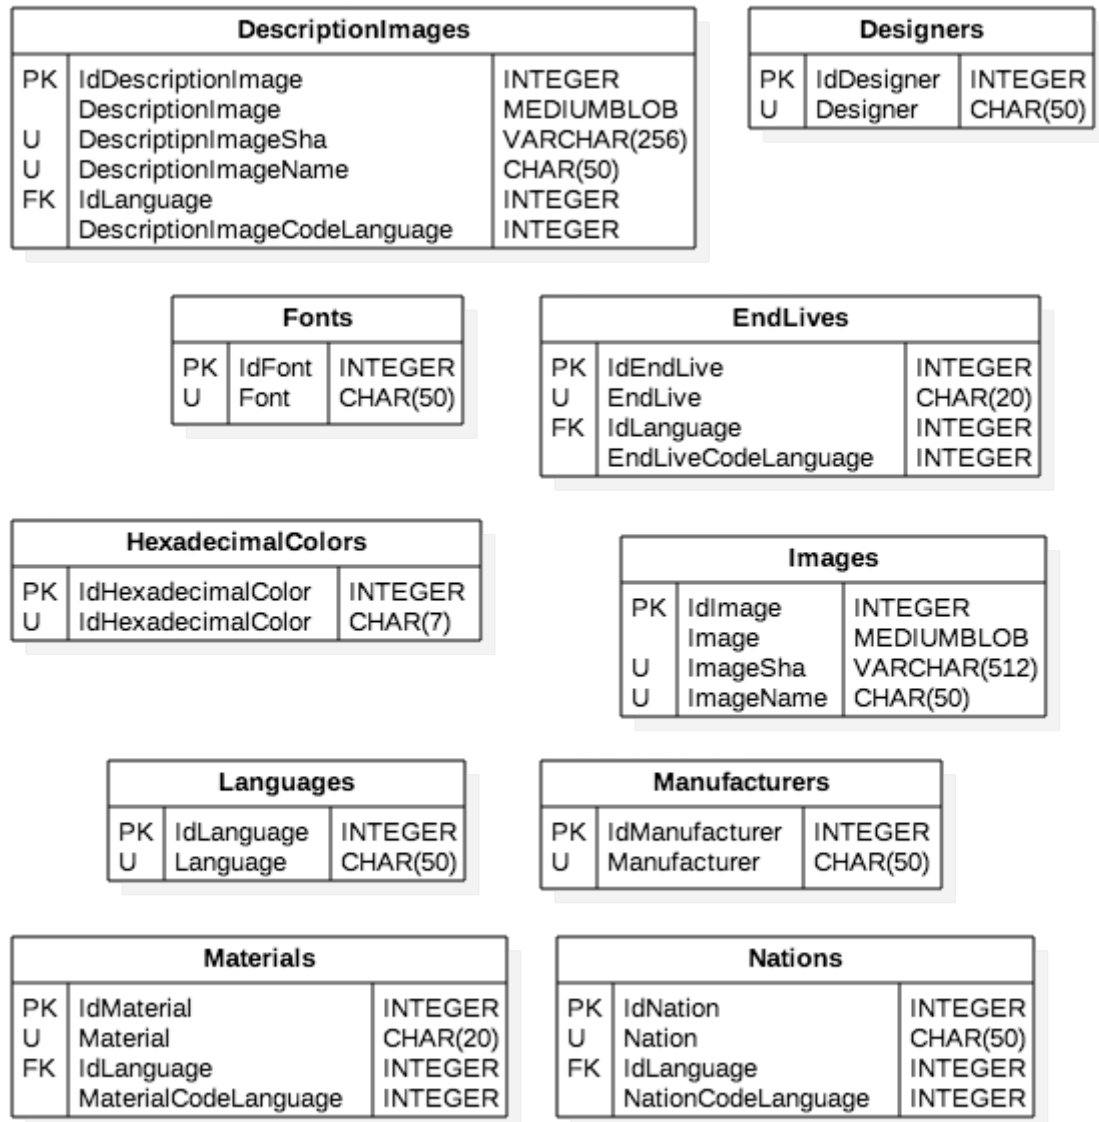 DescriptionImages
PK IdDescriptionImage INTEGER
DescriptionImage MEDIUMBLOB
U DescriptipnImageSha VARCHAR(256)
U DescriptionImageName CHAR(50)
FK IdLanguage INTEGER
DescriptionImageCodeLanguage INTEGER
Designers
PK IdDesigner INTEGER
U Designer CHAR(50)
Fonts
PK IdFont INTEGER
U Font CHAR(50)
EndLives
PK IdEndLive INTEGER
U EndLive CHAR(20)
FK IdLanguage INTEGER
EndLiveCodeLanguage INTEGER
HexadecimalColors
PK IdHexadecimalColor INTEGER
U IdHexadecimalColor CHAR(7)
Images
PK IdImage INTEGER
Image MEDIUMBLOB
U ImageSha VARCHAR(512)
U ImageName CHAR(50)
Languages
PK IdLanguage INTEGER
U Language CHAR(50)
Manufacturers
PK IdManufacturer INTEGER
U Manufacturer CHAR(50)
Materials
PK IdMaterial INTEGER
U Material CHAR(20)
FK IdLanguage INTEGER
MaterialCodeLanguage INTEGER
Nations
PK IdNation INTEGER
U Nation CHAR(50)
FK IdLanguage INTEGER
NationCodeLanguage INTEGER